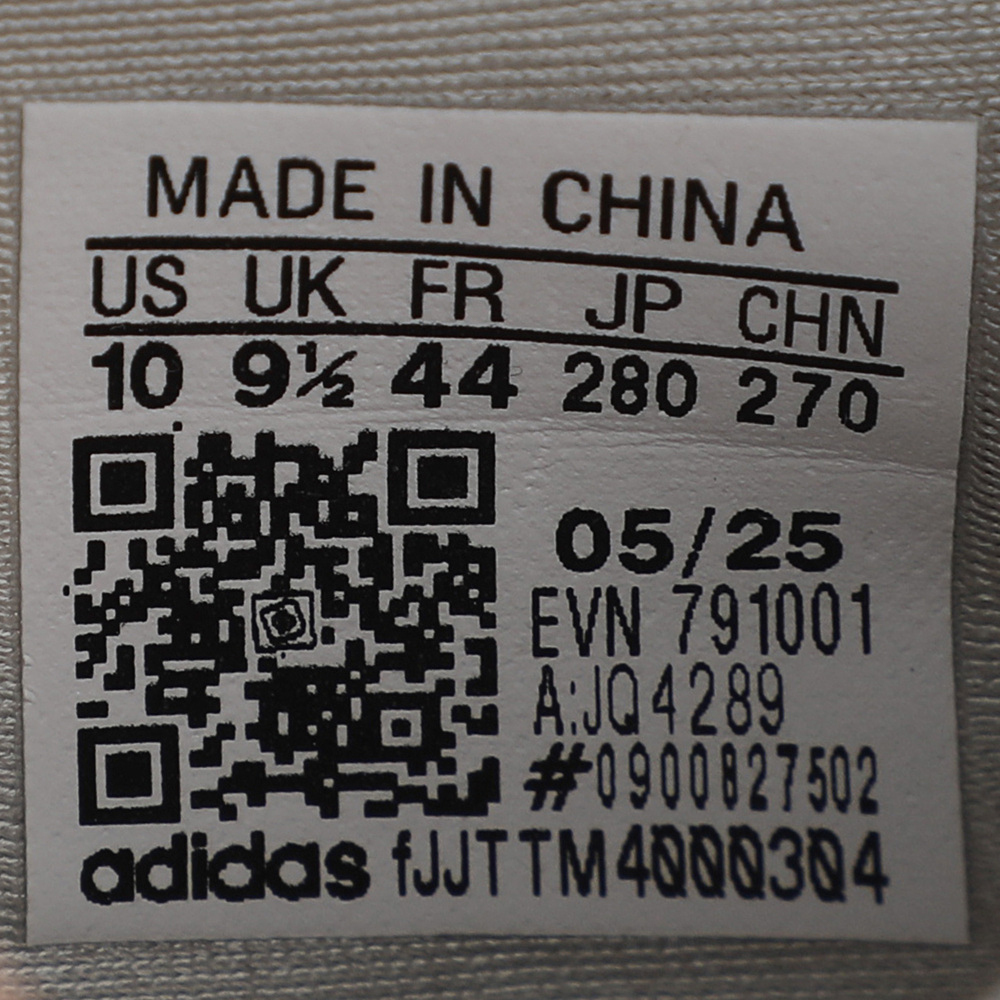 MADE IN CHINA
US UK FR JP CHN
10 9½ 44 280 270
05/25
EVN 791001
A:JQ4289
#0900827502
adidas fJJTTM4000304